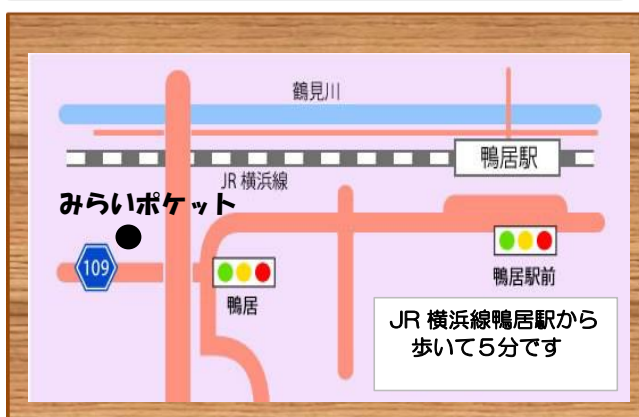 鶴見川
鴨居駅
JR 横浜線
みらいポケット
109
鴨居
鴨居駅前
JR 横浜線鴨居駅から
歩いて5分です